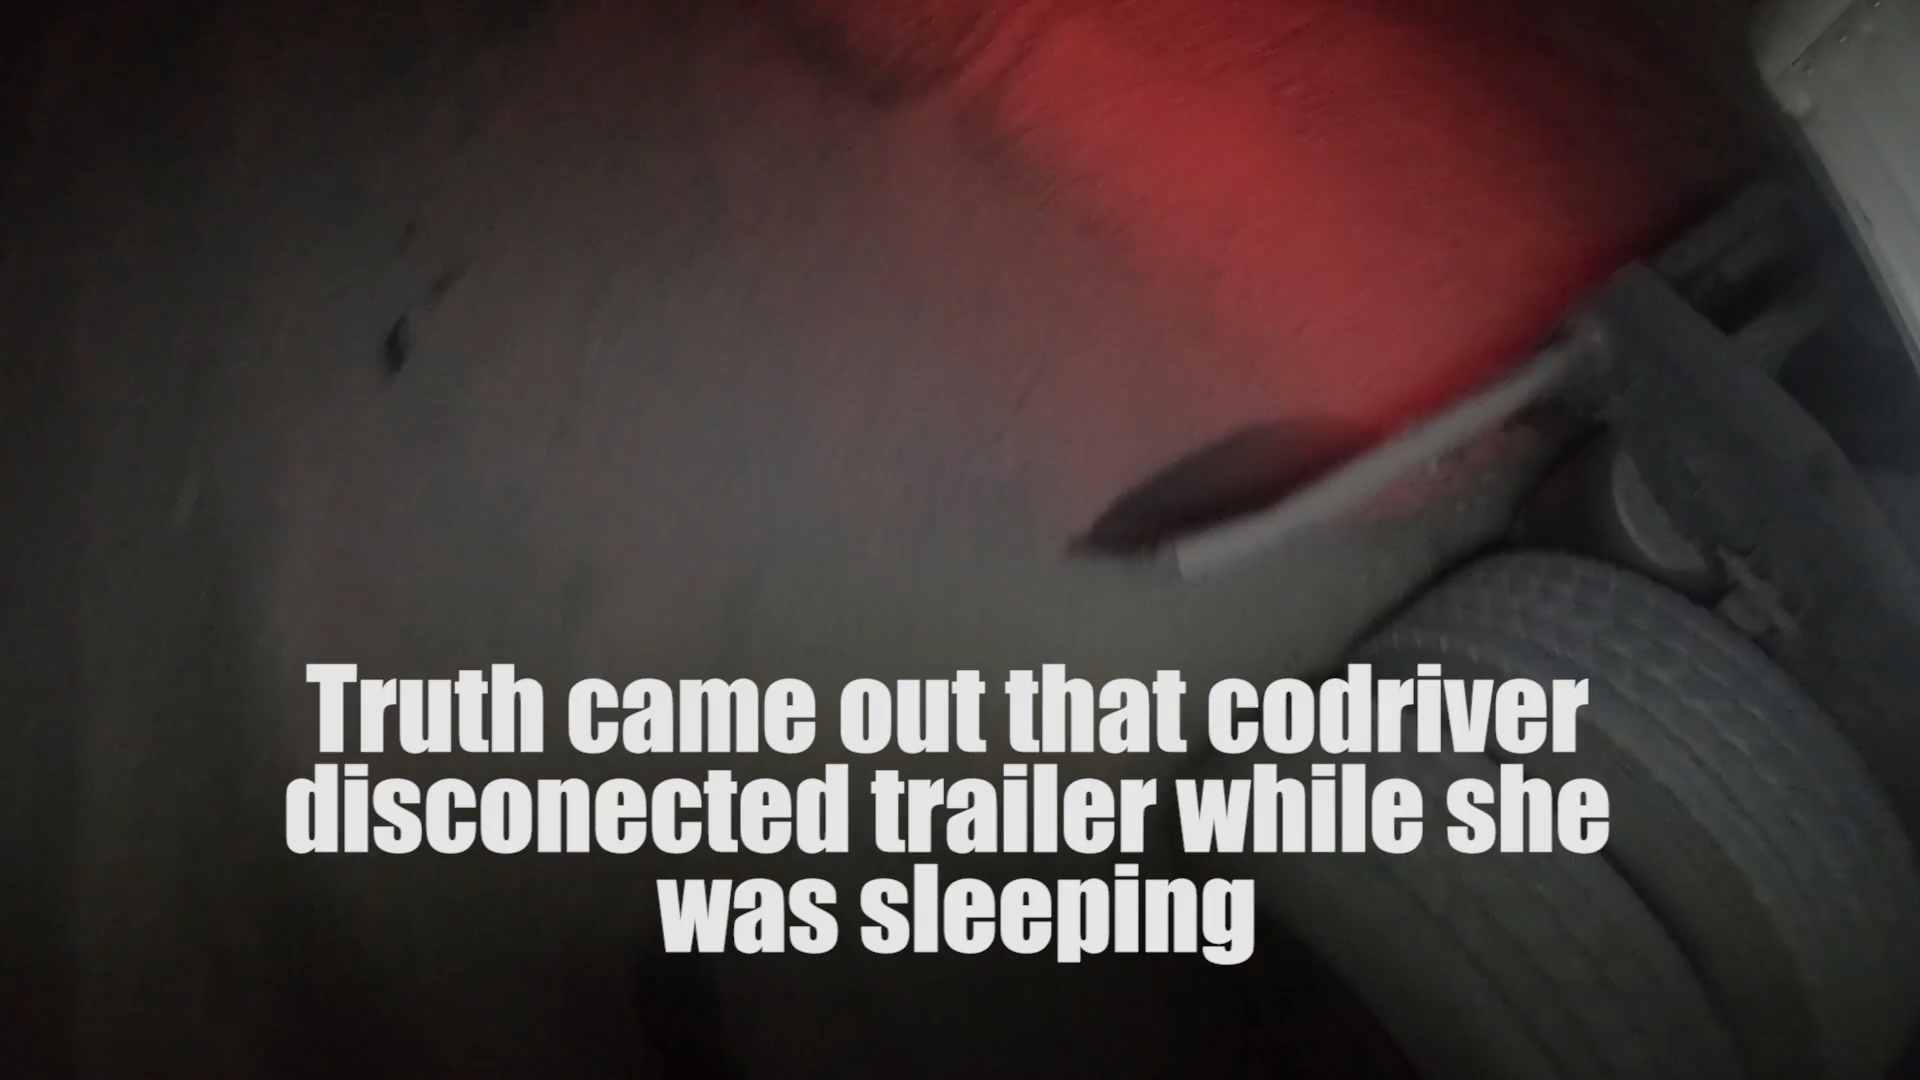 Truth came out that codriver
disconected trailer while she
was sleeping